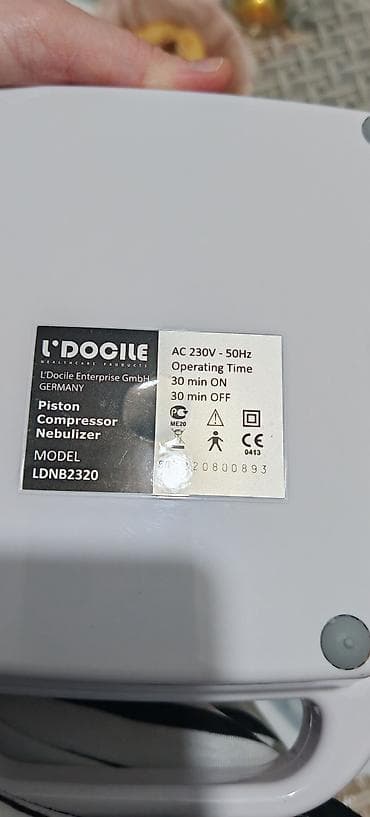 L'DOCILE
HEALTHCARE PRODUCTS
L'Docile Enterprise GmbH
GERMANY
Piston
Compressor
Nebulizer
MODEL
LDNB2320
AC 230V - 50Hz
Operating Time
30 min ON
30 min OFF
ME20
CE
0413
20800893